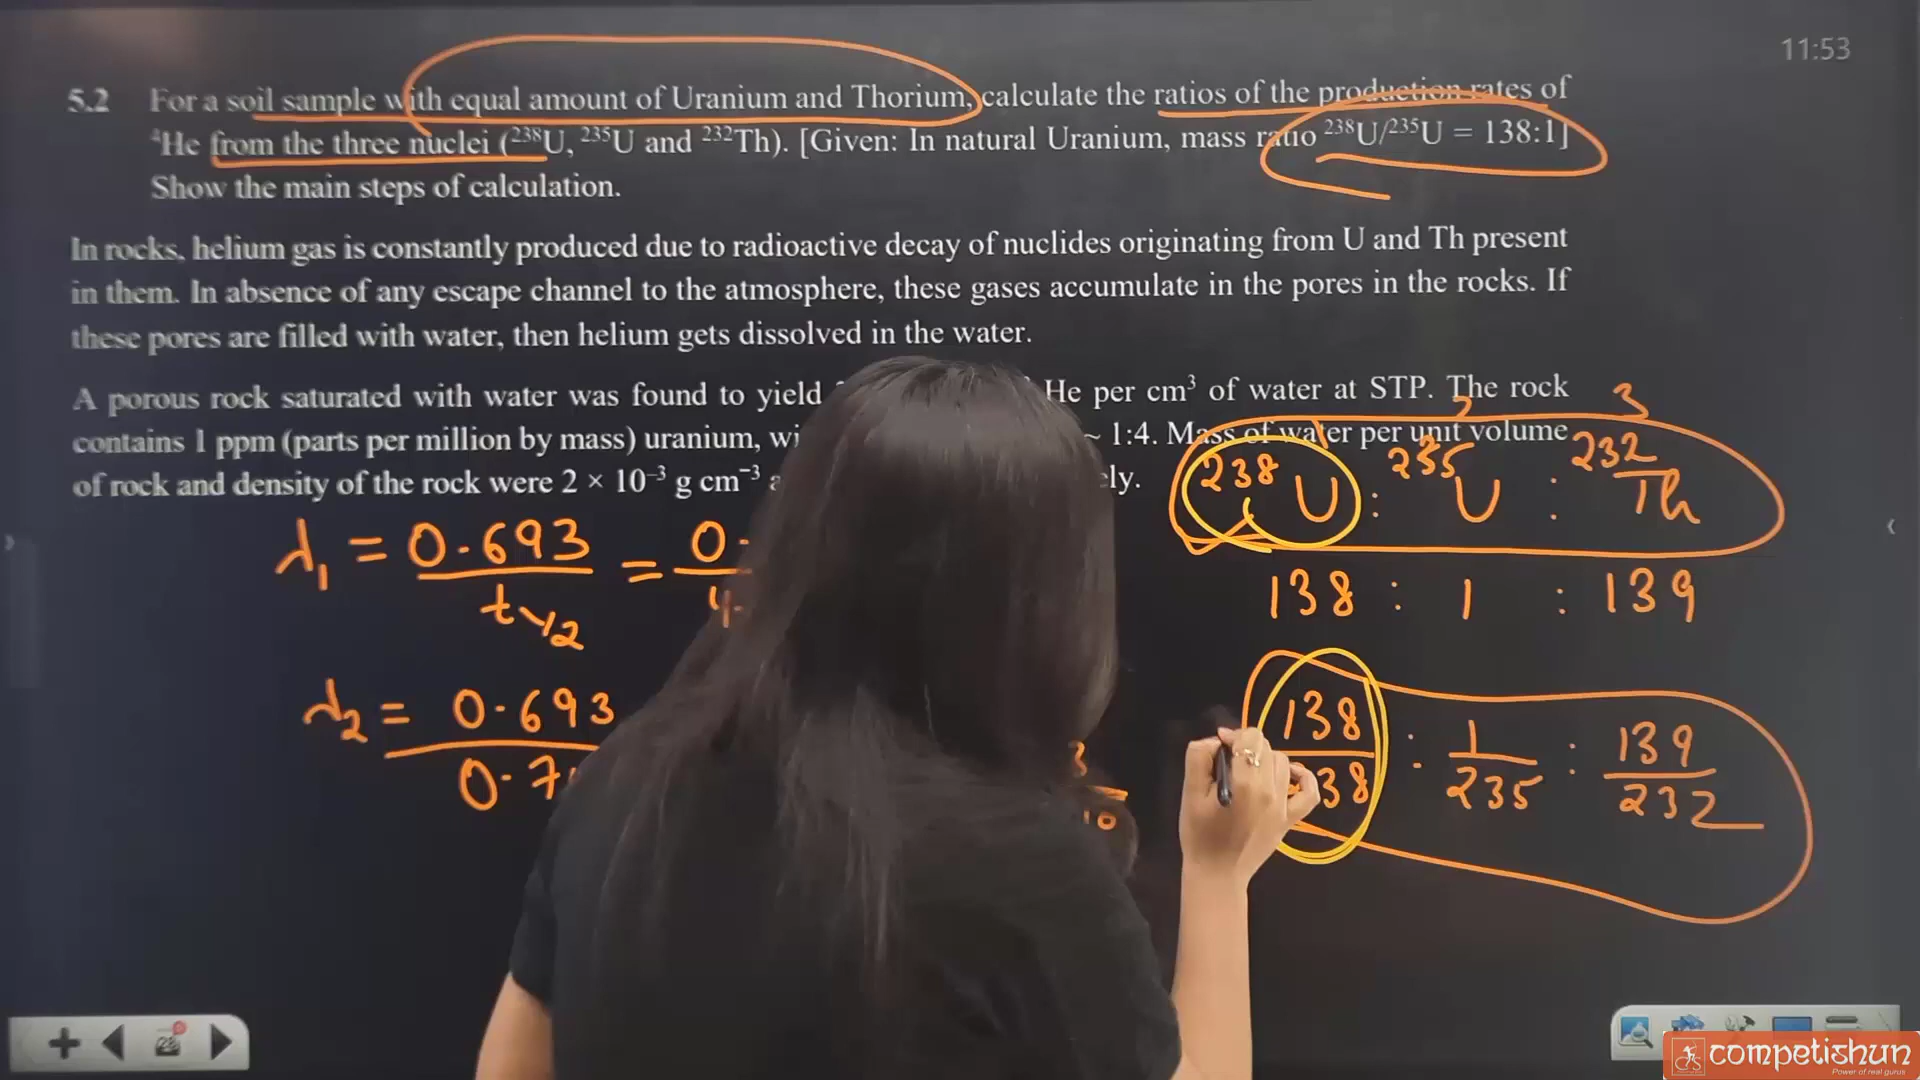 11:53
5.2 For a soil sample with equal amount of Uranium and Thorium, calculate the ratios of the production rates of
⁴He from the three nuclei (²³⁸U, ²³⁵U and ²³²Th). [Given: In natural Uranium, mass ratio ²³⁸U/²³⁵U = 138:1]
Show the main steps of calculation.
In rocks, helium gas is constantly produced due to radioactive decay of nuclides originating from U and Th present
in them. In absence of any escape channel to the atmosphere, these gases accumulate in the pores in the rocks. If
these pores are filled with water, then helium gets dissolved in the water.
A porous rock saturated with water was found to yield He per cm³ of water at STP. The rock
contains 1 ppm (parts per million by mass) uranium, ~ 1:4. Mass of water per unit volume
of rock and density of the rock were 2 × 10⁻³ g cm⁻³
3
²³⁸U : ²³⁵U : ²³²Th
λ₁ = 0.693 / t½ =
138 : 1 : 139
λ₂ = 0.693
138 : 1/235 : 139/232
competishun
Power of real gurus